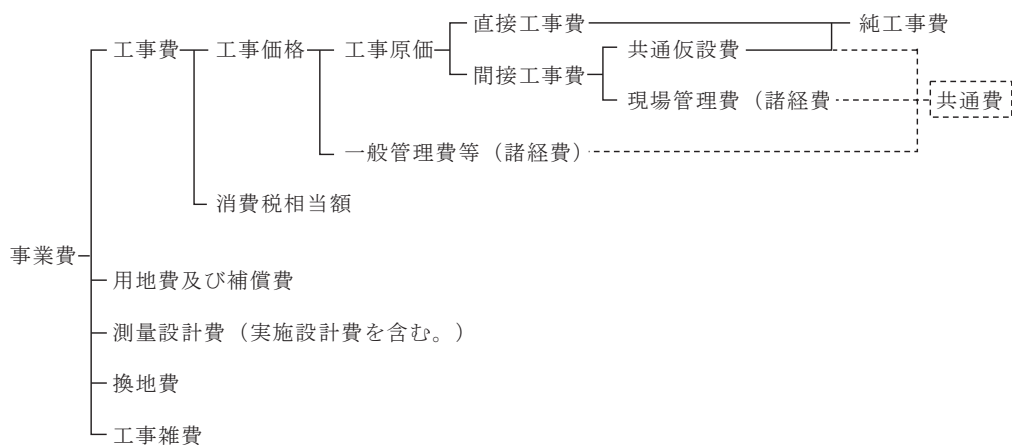 直接工事費
純工事費
工事費
工事価格
工事原価
共通仮設費
間接工事費
現場管理費（諸経費
共通費
一般管理費等（諸経費）
消費税相当額
事業費
用地費及び補償費
測量設計費（実施設計費を含む。）
換地費
工事雑費